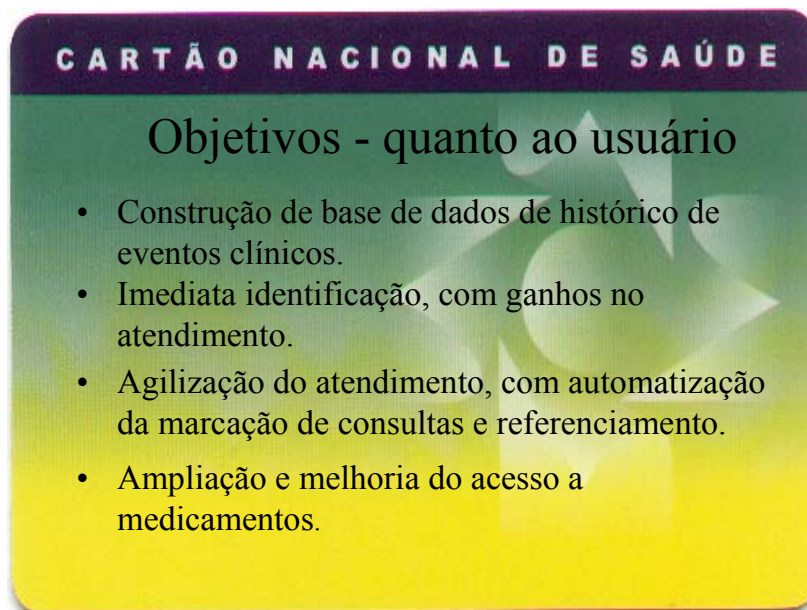 CARTÃO NACIONAL DE SAÚDE
Objetivos - quanto ao usuário
• Construção de base de dados de histórico de
eventos clínicos.
• Imediata identificação, com ganhos no
atendimento.
• Agilização do atendimento, com automatização
da marcação de consultas e referenciamento.
• Ampliação e melhoria do acesso a
medicamentos.